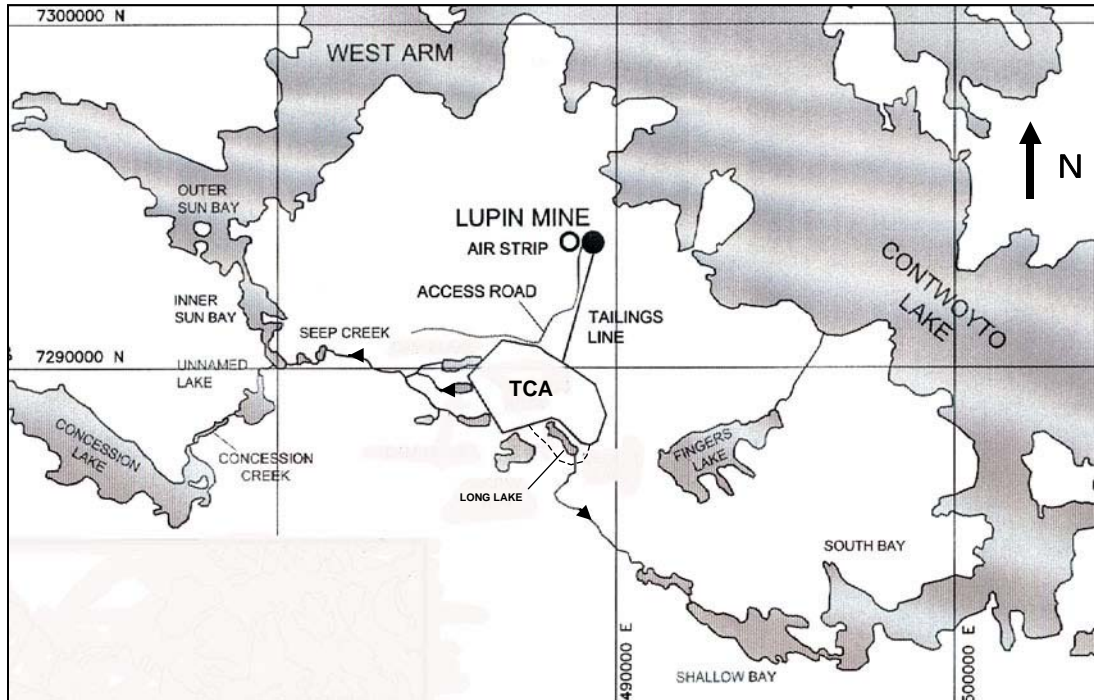 7300000 N
WEST ARM
N
OUTER
SUN BAY
LUPIN MINE
AIR STRIP
CONTWOYTO
LAKE
INNER
SUN BAY
ACCESS ROAD
TAILINGS
LINE
SEEP CREEK
7290000 N
UNNAMED
LAKE
TCA
CONCESSION
LAKE
CONCESSION
CREEK
FINGERS
LAKE
LONG LAKE
SOUTH BAY
490000 E
500000 E
SHALLOW BAY